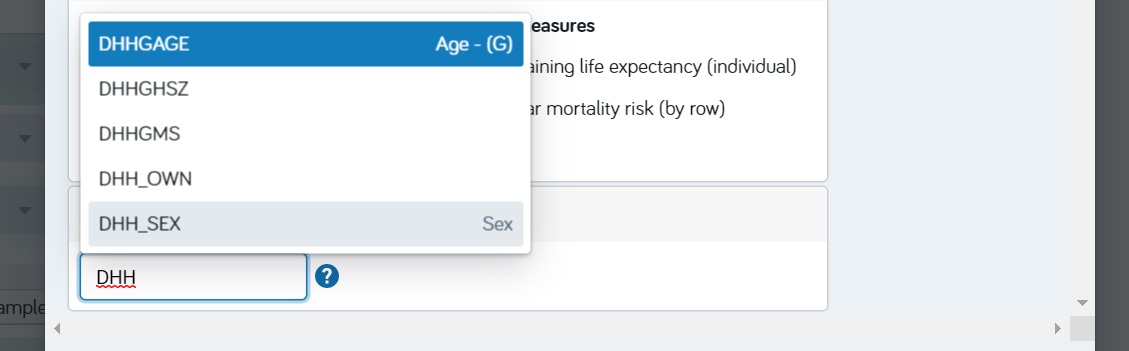 easures
DHHGAGE Age - (G)
aining life expectancy (individual)
DHHGHSZ
ar mortality risk (by row)
DHHGMS
DHH_OWN
DHH_SEX Sex
DHH ?
ample